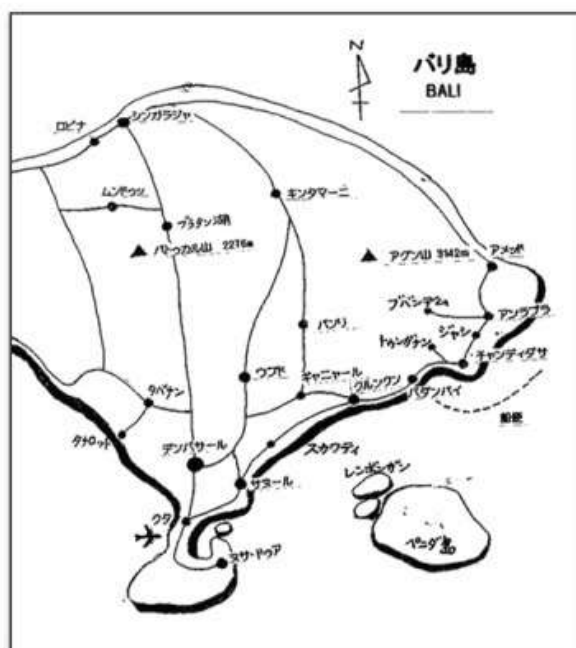 N
バリ島
BALI
シンガラジャ
ロビナ
ムンドゥッ
キンタマーニ
ブラタン湖
バトゥカル山 2276m
アグン山 3142m
アメッド
アンラプラ
ジャシ
バンリ
トゥンガナン
チャンディダサ
ウブド
ギャニャール
クルンクン
パダンバイ
タバナン
船便
タナロット
デンパサール
スカワティ
サヌール
レンボンガン
クタ
ペニダ島
ヌサ・ドゥア